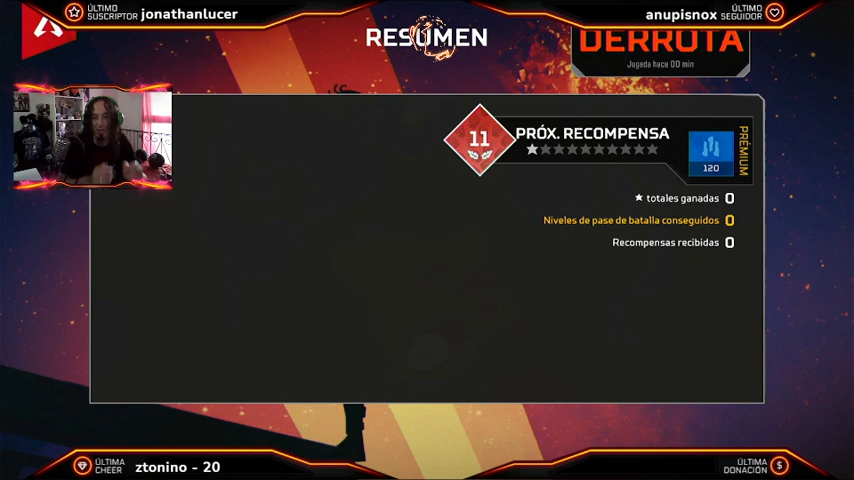 ÚLTIMO
SUSCRIPTOR jonathanlucer
anupisnox ÚLTIMO
SEGUIDOR
RESUMEN
DERROTA
Jugada hace 00 min
11
PRÓX. RECOMPENSA
120
PRÉMIUM
totales ganadas 0
Niveles de pase de batalla conseguidos 0
Recompensas recibidas 0
ÚLTIMA
CHEER ztonino - 20
ÚLTIMA
DONACIÓN $